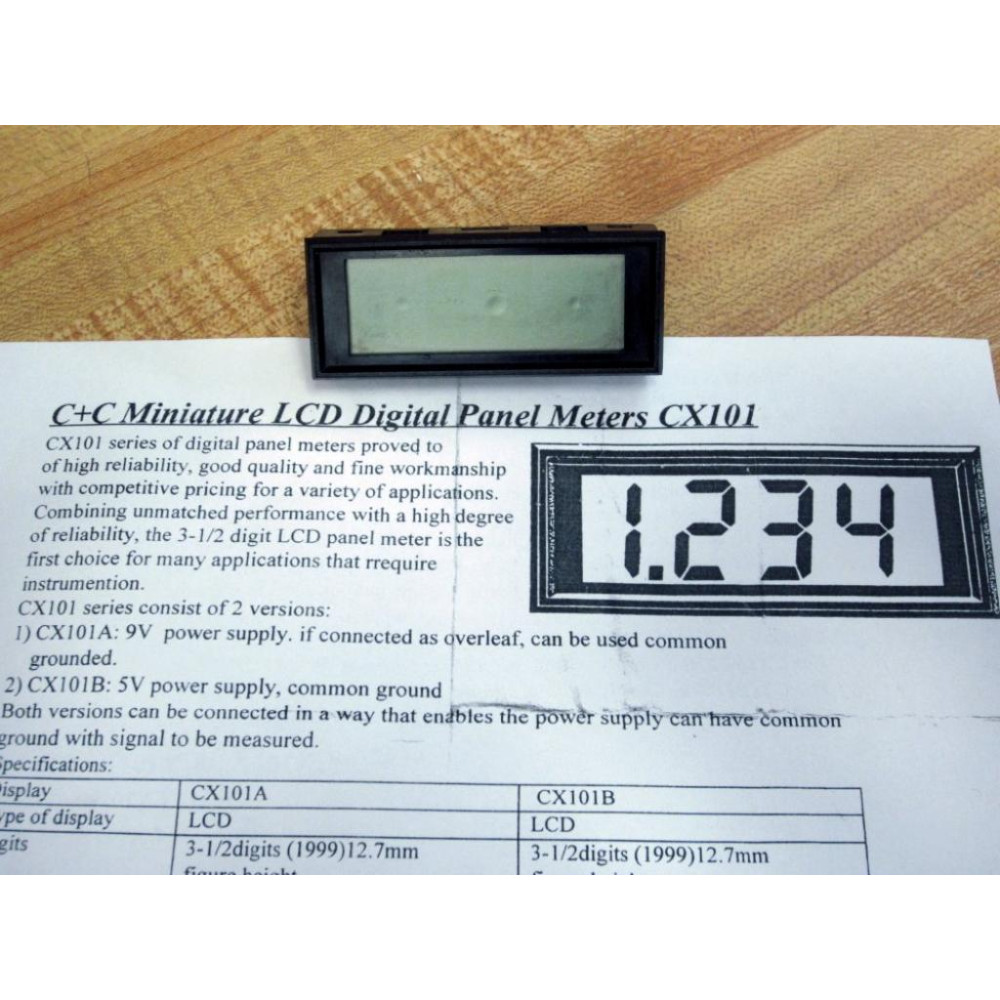 C+C Miniature LCD Digital Panel Meters CX101
CX101 series of digital panel meters proved to
of high reliability, good quality and fine workmanship
with competitive pricing for a variety of applications.
Combining unmatched performance with a high degree
of reliability, the 3-1/2 digit LCD panel meter is the
first choice for many applications that rrequire
instrumention.
1.234
CX101 series consist of 2 versions:
1) CX101A: 9V power supply. if connected as overleaf, can be used common
grounded.
2) CX101B: 5V power supply, common ground
Both versions can be connected in a way that enables the power supply can have common
ground with signal to be measured.
Specifications:
isplay CX101A CX101B
ype of display LCD LCD
gits 3-1/2digits (1999)12.7mm 3-1/2digits (1999)12.7mm